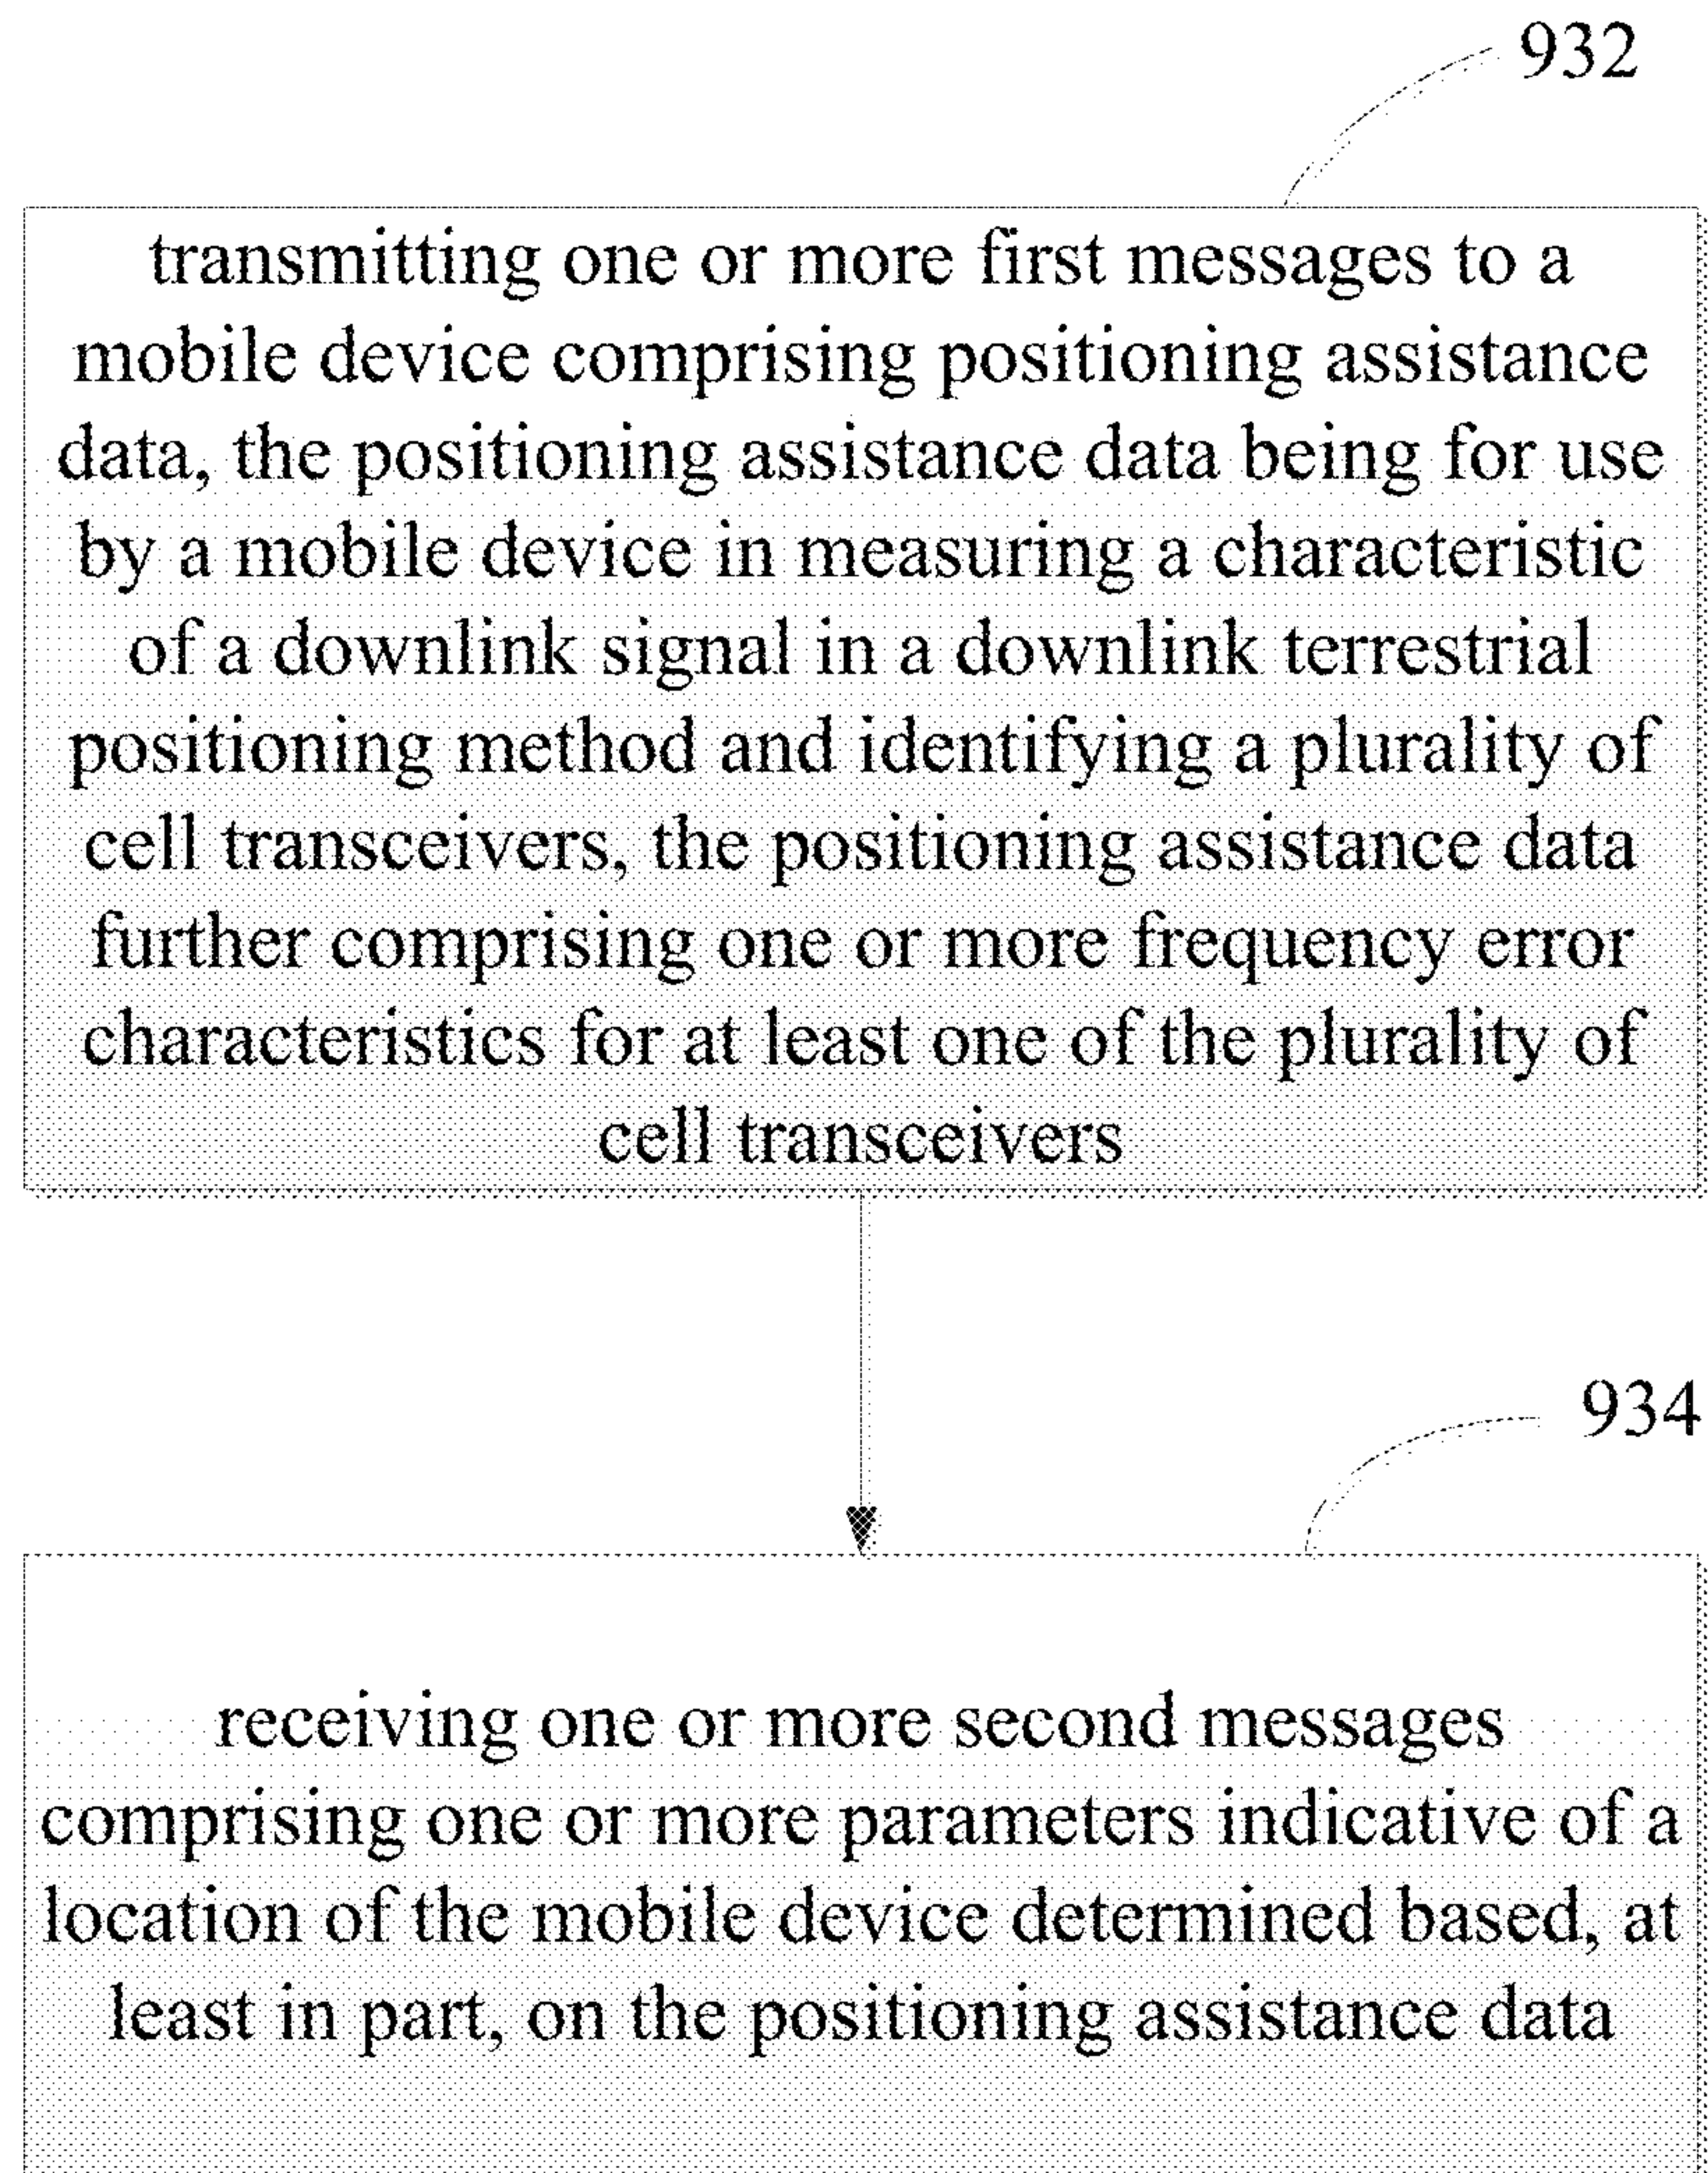 932
transmitting one or more first messages to a
mobile device comprising positioning assistance
data, the positioning assistance data being for use
by a mobile device in measuring a characteristic
of a downlink signal in a downlink terrestrial
positioning method and identifying a plurality of
cell transceivers, the positioning assistance data
further comprising one or more frequency error
characteristics for at least one of the plurality of
cell transceivers
934
receiving one or more second messages
comprising one or more parameters indicative of a
location of the mobile device determined based, at
least in part, on the positioning assistance data